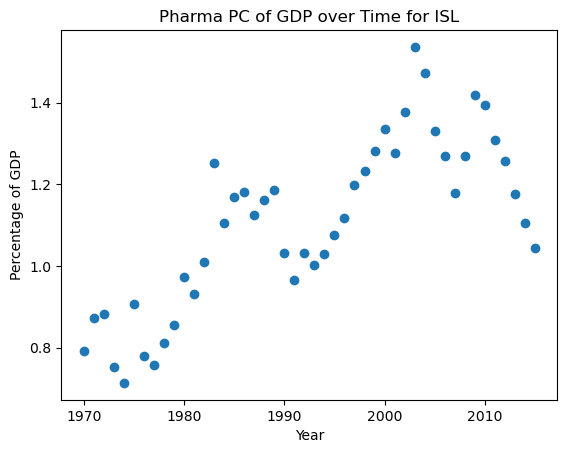 Pharma PC of GDP over Time for ISL
Percentage of GDP
1.4
1.2
1.0
0.8
1970 1980 1990 2000 2010
Year